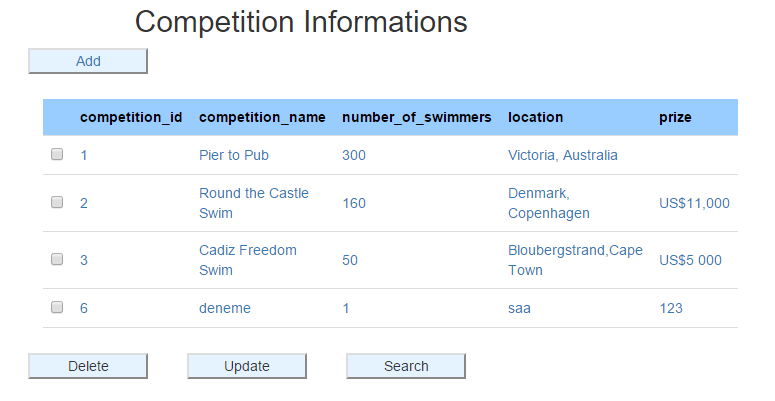 Competition Informations
Add
competition_id competition_name number_of_swimmers location prize
1 Pier to Pub 300 Victoria, Australia
2 Round the Castle Swim 160 Denmark, Copenhagen US$11,000
3 Cadiz Freedom Swim 50 Bloubergstrand,Cape Town US$5 000
6 deneme 1 saa 123
Delete Update Search